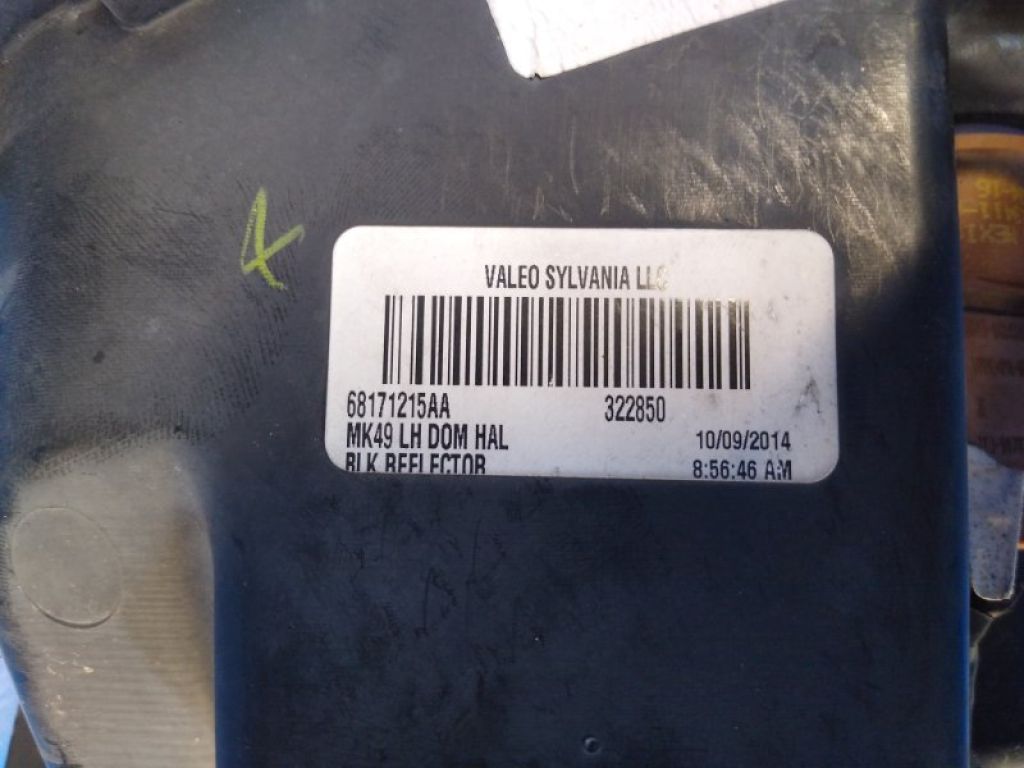 VALEO SYLVANIA LLC
68171215AA 322850
MK49 LH DOM HAL 10/09/2014
BLK REFLECTOR 8:56:46 AM